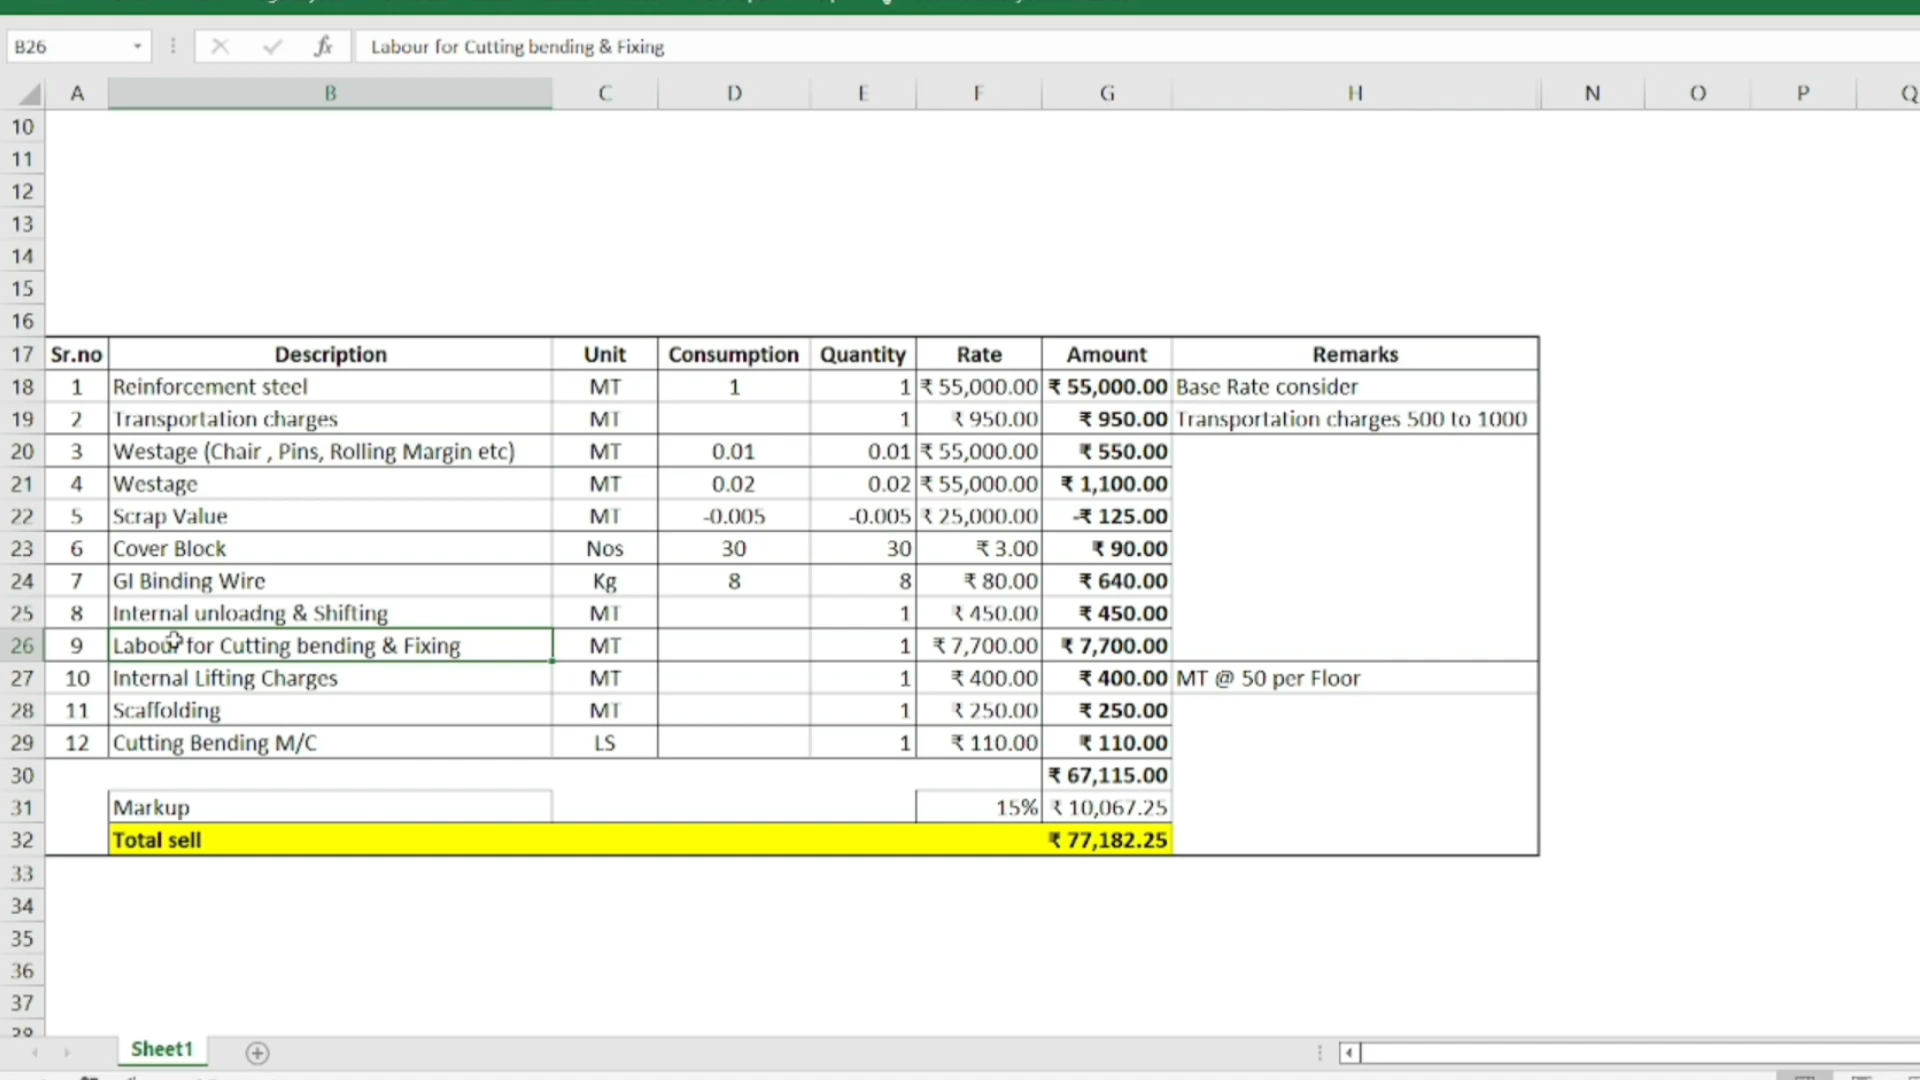 B26 fx Labour for Cutting bending & Fixing
A B C D E F G H N O P Q
10
11
12
13
14
15
16
17 Sr.no Description Unit Consumption Quantity Rate Amount Remarks
18 1 Reinforcement steel MT 1 1 ₹ 55,000.00 ₹ 55,000.00 Base Rate consider
19 2 Transportation charges MT 1 ₹ 950.00 ₹ 950.00 Transportation charges 500 to 1000
20 3 Westage (Chair , Pins, Rolling Margin etc) MT 0.01 0.01 ₹ 55,000.00 ₹ 550.00
21 4 Westage MT 0.02 0.02 ₹ 55,000.00 ₹ 1,100.00
22 5 Scrap Value MT -0.005 -0.005 ₹ 25,000.00 -₹ 125.00
23 6 Cover Block Nos 30 30 ₹ 3.00 ₹ 90.00
24 7 GI Binding Wire Kg 8 8 ₹ 80.00 ₹ 640.00
25 8 Internal unloadng & Shifting MT 1 ₹ 450.00 ₹ 450.00
26 9 Labour for Cutting bending & Fixing MT 1 ₹ 7,700.00 ₹ 7,700.00
27 10 Internal Lifting Charges MT 1 ₹ 400.00 ₹ 400.00 MT @ 50 per Floor
28 11 Scaffolding MT 1 ₹ 250.00 ₹ 250.00
29 12 Cutting Bending M/C LS 1 ₹ 110.00 ₹ 110.00
30 ₹ 67,115.00
31 Markup 15% ₹ 10,067.25
32 Total sell ₹ 77,182.25
33
34
35
36
37
Sheet1